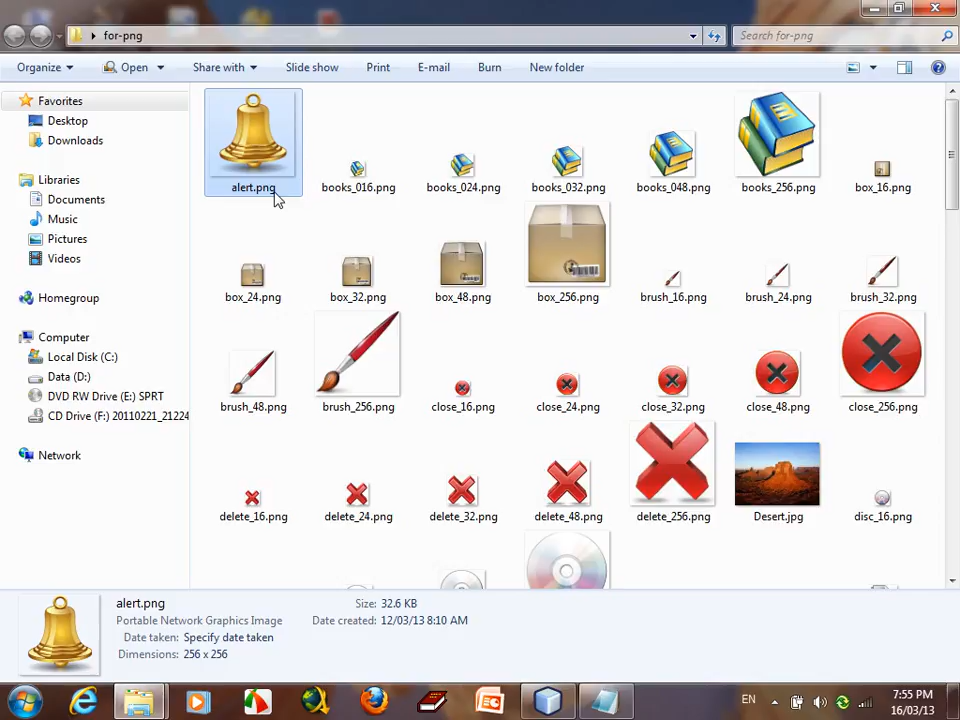 for-png
Search for-png
Organize
Open
Share with
Slide show
Print
E-mail
Burn
New folder
Favorites
Desktop
Downloads
Libraries
Documents
Music
Pictures
Videos
Homegroup
Computer
Local Disk (C:)
Data (D:)
DVD RW Drive (E:) SPRT
CD Drive (F:) 20110221_21224
Network
alert.png
books_016.png
books_024.png
books_032.png
books_048.png
books_256.png
box_16.png
box_24.png
box_32.png
box_48.png
box_256.png
brush_16.png
brush_24.png
brush_32.png
brush_48.png
brush_256.png
close_16.png
close_24.png
close_32.png
close_48.png
close_256.png
delete_16.png
delete_24.png
delete_32.png
delete_48.png
delete_256.png
Desert.jpg
disc_16.png
alert.png
Portable Network Graphics Image
Date taken: Specify date taken
Dimensions: 256 x 256
Size: 32.6 KB
Date created: 12/03/13 8:10 AM
EN
7:55 PM
16/03/13